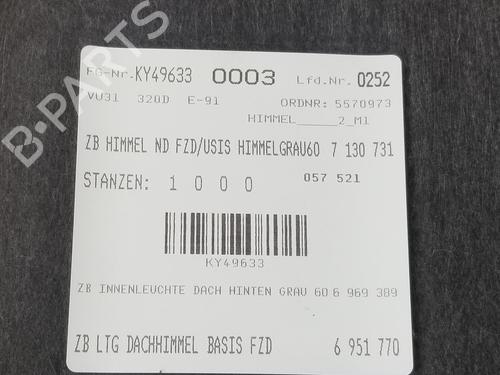 FG-Nr.KY49633 0003 Lfd.Nr. 0252
VU31 320D E-91 ORDNR: 5570973
HIMMEL_____2_M1
ZB HIMMEL ND FZD/USIS HIMMELGRAU60 7 130 731
STANZEN: 1 0 0 0 057 521
KY49633
ZB INNENLEUCHTE DACH HINTEN GRAU 60 6 969 389
ZB LTG DACHHIMMEL BASIS FZD 6 951 770
B-PARTS